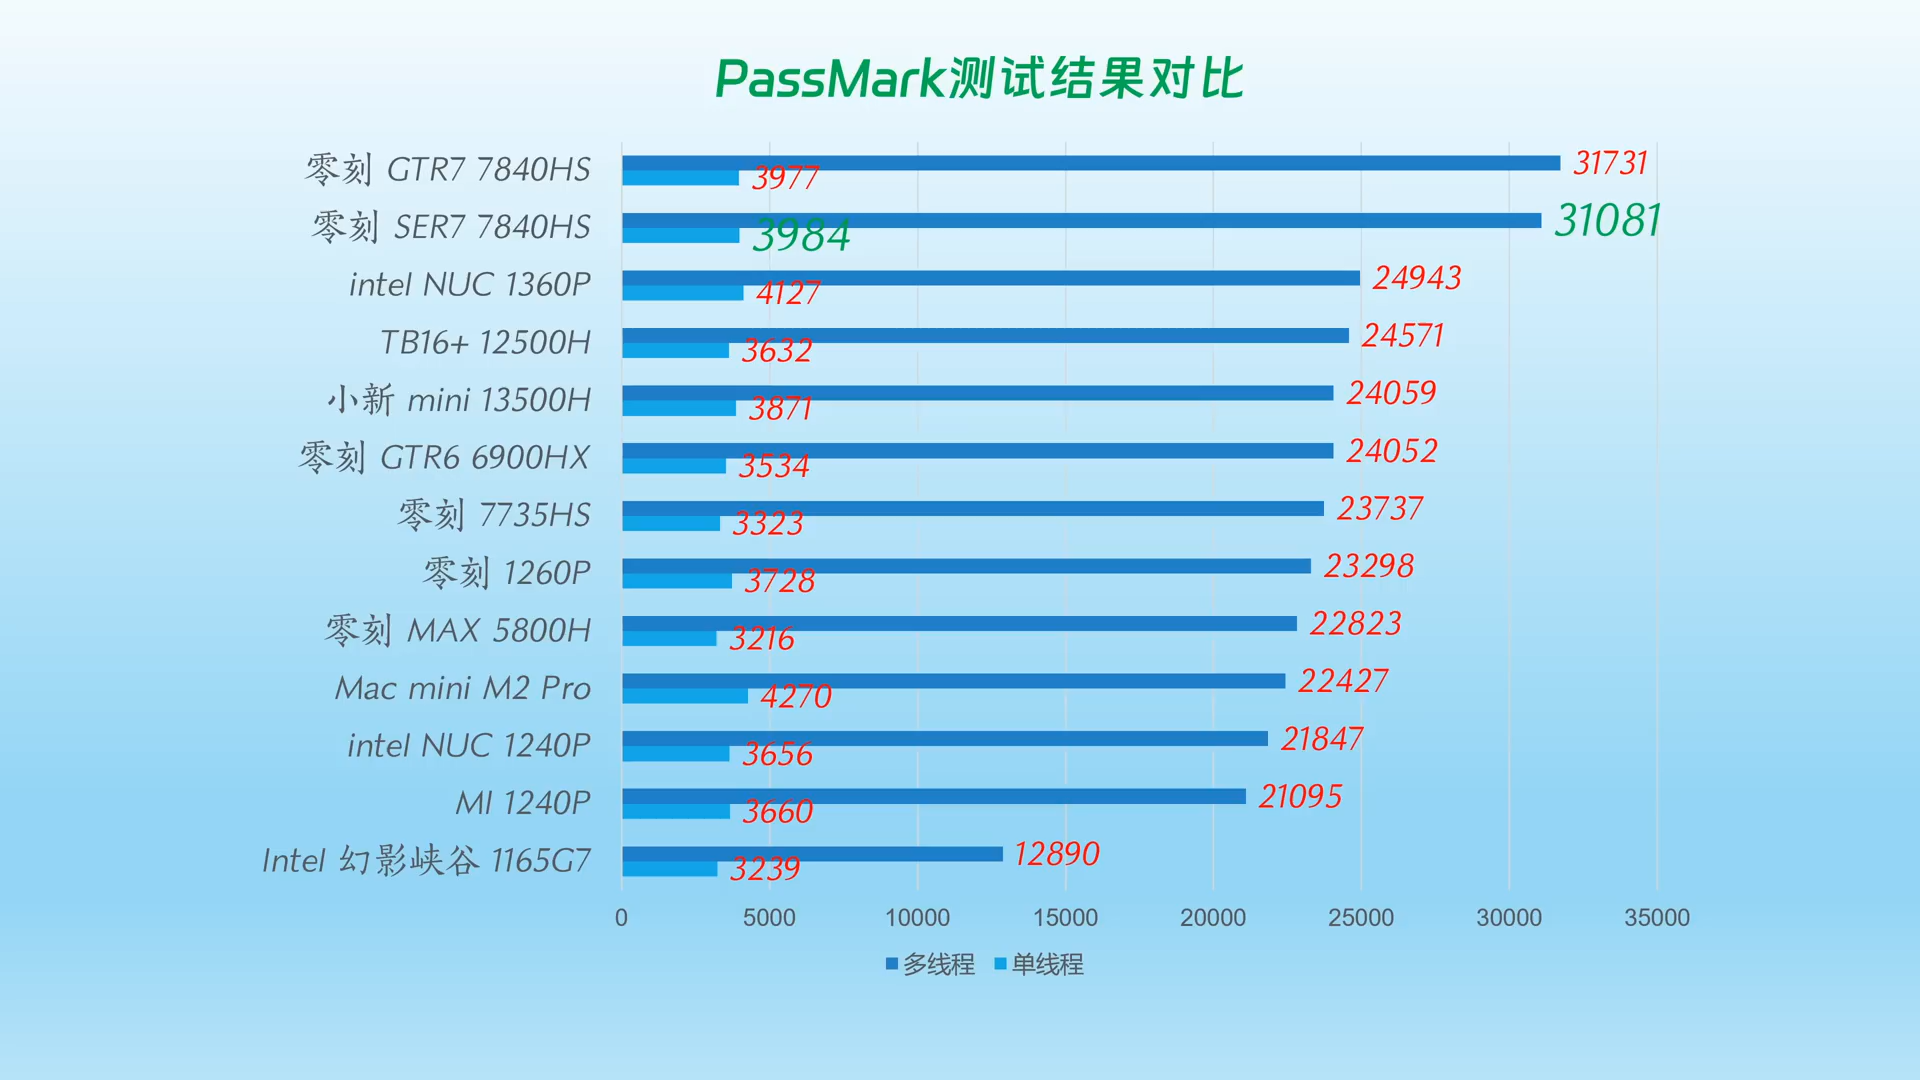 PassMark测试结果对比
零刻 GTR7 7840HS
31731
3977
零刻 SER7 7840HS
31081
3984
intel NUC 1360P
24943
4127
TB16+ 12500H
24571
3632
小新 mini 13500H
24059
3871
零刻 GTR6 6900HX
24052
3534
零刻 7735HS
23737
3323
零刻 1260P
23298
3728
零刻 MAX 5800H
22823
3216
Mac mini M2 Pro
22427
4270
intel NUC 1240P
21847
3656
MI 1240P
21095
3660
Intel 幻影峡谷 1165G7
12890
3239
0 5000 10000 15000 20000 25000 30000 35000
多线程 单线程